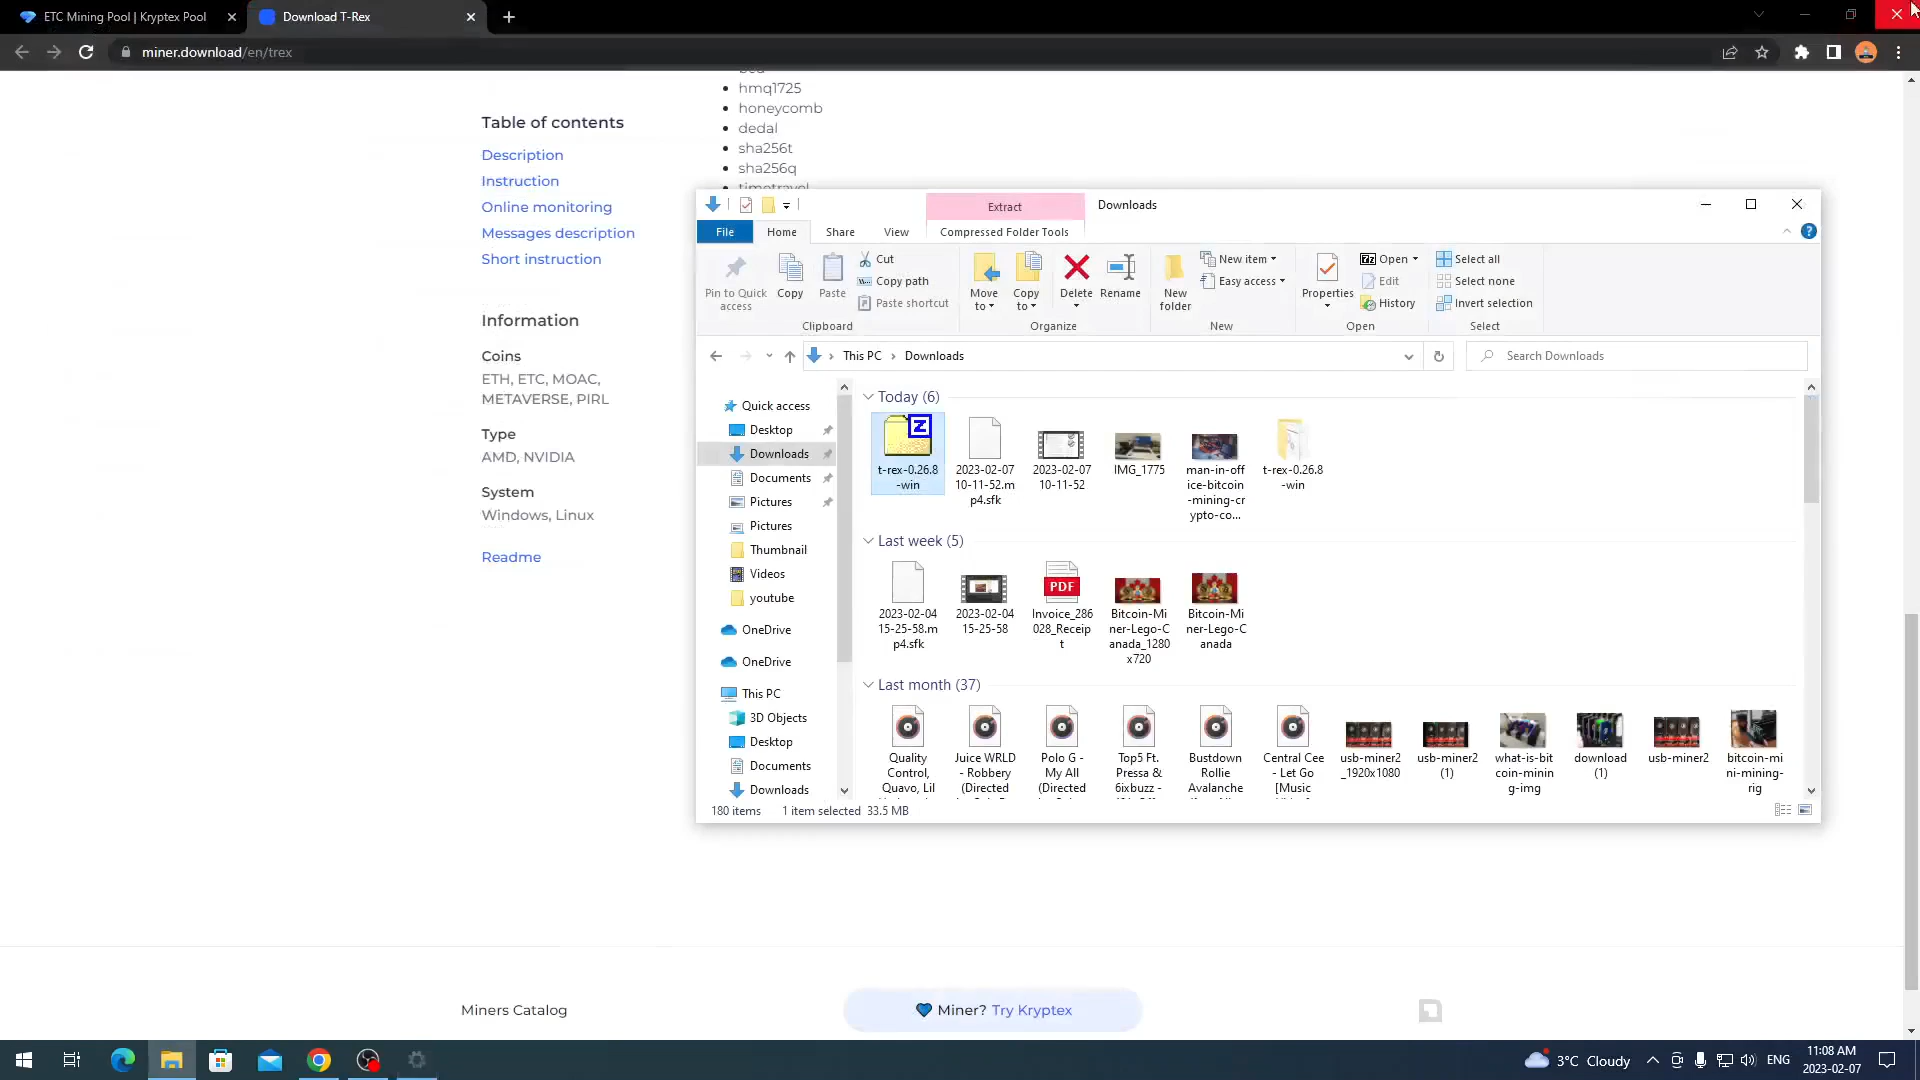 ETC Mining Pool | Kryptex Pool
Download T-Rex
miner.download/en/trex
hmq1725
honeycomb
dedal
sha256t
sha256q
timetravel
Table of contents
Description
Instruction
Online monitoring
Messages description
Short instruction
Information
Coins
ETH, ETC, MOAC,
METAVERSE, PIRL
Type
AMD, NVIDIA
System
Windows, Linux
Readme
Extract
Downloads
File
Home
Share
View
Compressed Folder Tools
Pin to Quick
access
Copy
Paste
Cut
Copy path
Paste shortcut
Clipboard
Move
to
Copy
to
Delete
Rename
Organize
New
folder
New item
Easy access
New
Properties
Open
Edit
History
Open
Select all
Select none
Invert selection
Select
This PC
Downloads
Search Downloads
Quick access
Desktop
Downloads
Documents
Pictures
Pictures
Thumbnail
Videos
youtube
OneDrive
OneDrive
This PC
3D Objects
Desktop
Documents
Downloads
Today (6)
t-rex-0.26.8
-win
2023-02-07
10-11-52.m
p4.sfk
2023-02-07
10-11-52
IMG_1775
man-in-off
ice-bitcoin
-mining-cr
ypto-co...
t-rex-0.26.8
-win
Last week (5)
2023-02-04
15-25-58.m
p4.sfk
2023-02-04
15-25-58
PDF
Invoice_286
028_Receip
t
Bitcoin-Mi
ner-Lego-C
anada_1280
x720
Bitcoin-Mi
ner-Lego-C
anada
Last month (37)
Quality
Control,
Quavo, Lil
Juice WRLD
- Robbery
(Directed
Polo G -
My All
(Directed
Top5 Ft.
Pressa &
6ixbuzz -
Bustdown
Rollie
Avalanche
Central Cee
- Let Go
[Music
usb-miner2
_1920x1080
usb-miner2
(1)
what-is-bit
coin-minin
g-img
download
(1)
usb-miner2
bitcoin-mi
ni-mining-
rig
180 items
1 item selected 33.5 MB
Miners Catalog
Miner? Try Kryptex
3°C Cloudy
ENG
11:08 AM
2023-02-07